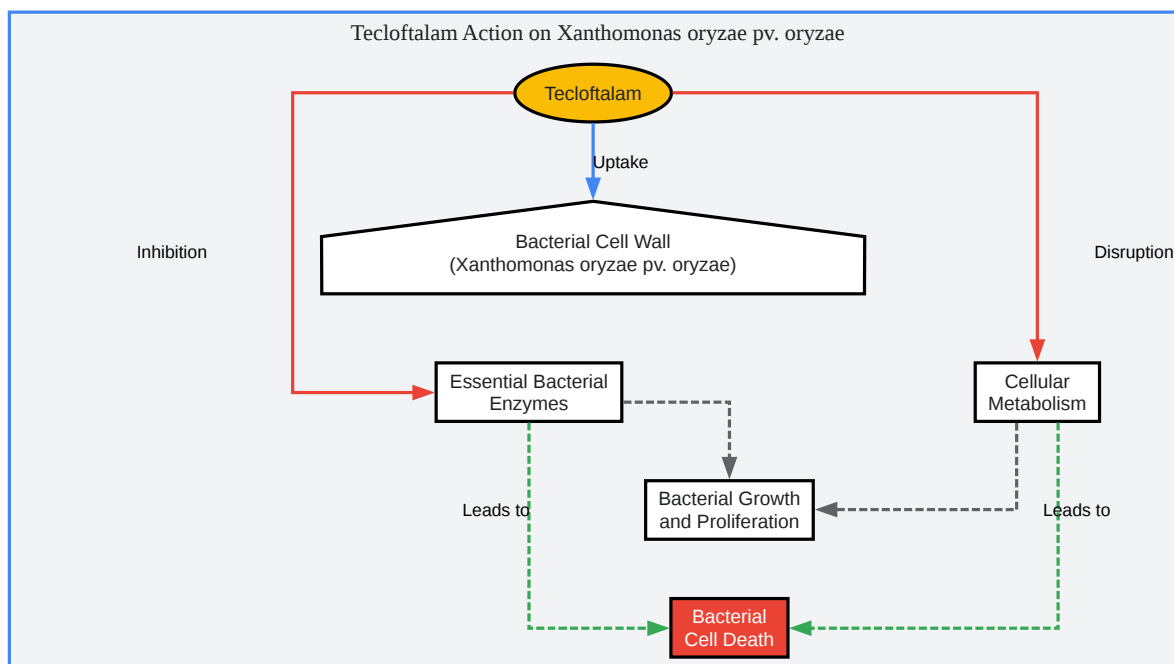 Tecloftalam Action on Xanthomonas oryzae pv. oryzae
Tecloftalam
Uptake
Bacterial Cell Wall
(Xanthomonas oryzae pv. oryzae)
Inhibition
Disruption
Essential Bacterial
Enzymes
Cellular
Metabolism
Bacterial Growth
and Proliferation
Leads to
Leads to
Bacterial
Cell Death